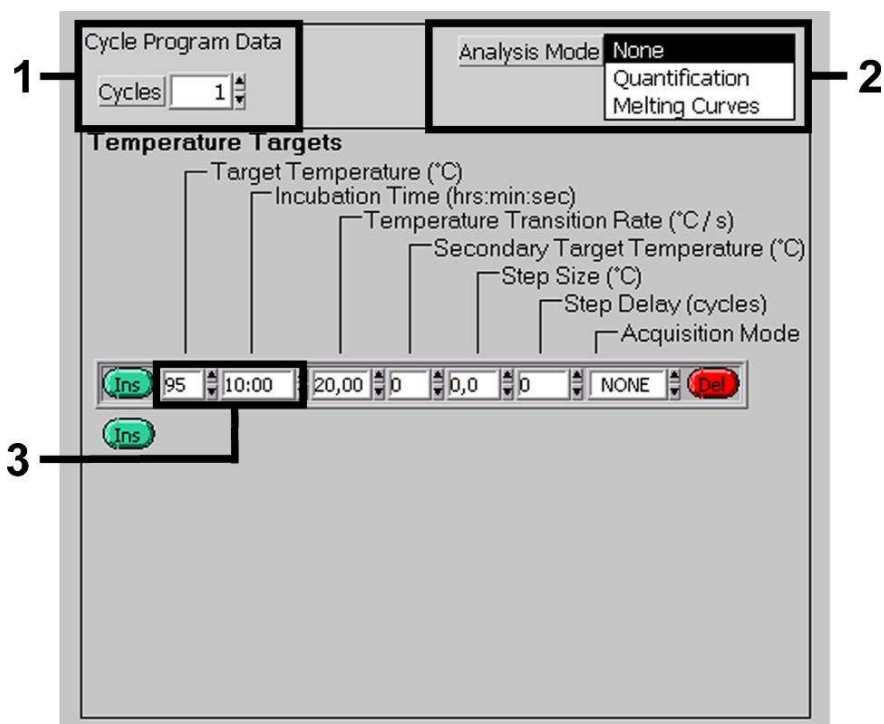 Cycle Program Data
Cycles 1
Analysis Mode None
Quantification
Melting Curves
1
2
Temperature Targets
Target Temperature (°C)
Incubation Time (hrs:min:sec)
Temperature Transition Rate (°C / s)
Secondary Target Temperature (°C)
Step Size (°C)
Step Delay (cycles)
Acquisition Mode
Ins 95 10:00 20,00 0 0,0 0 NONE Del
Ins
3